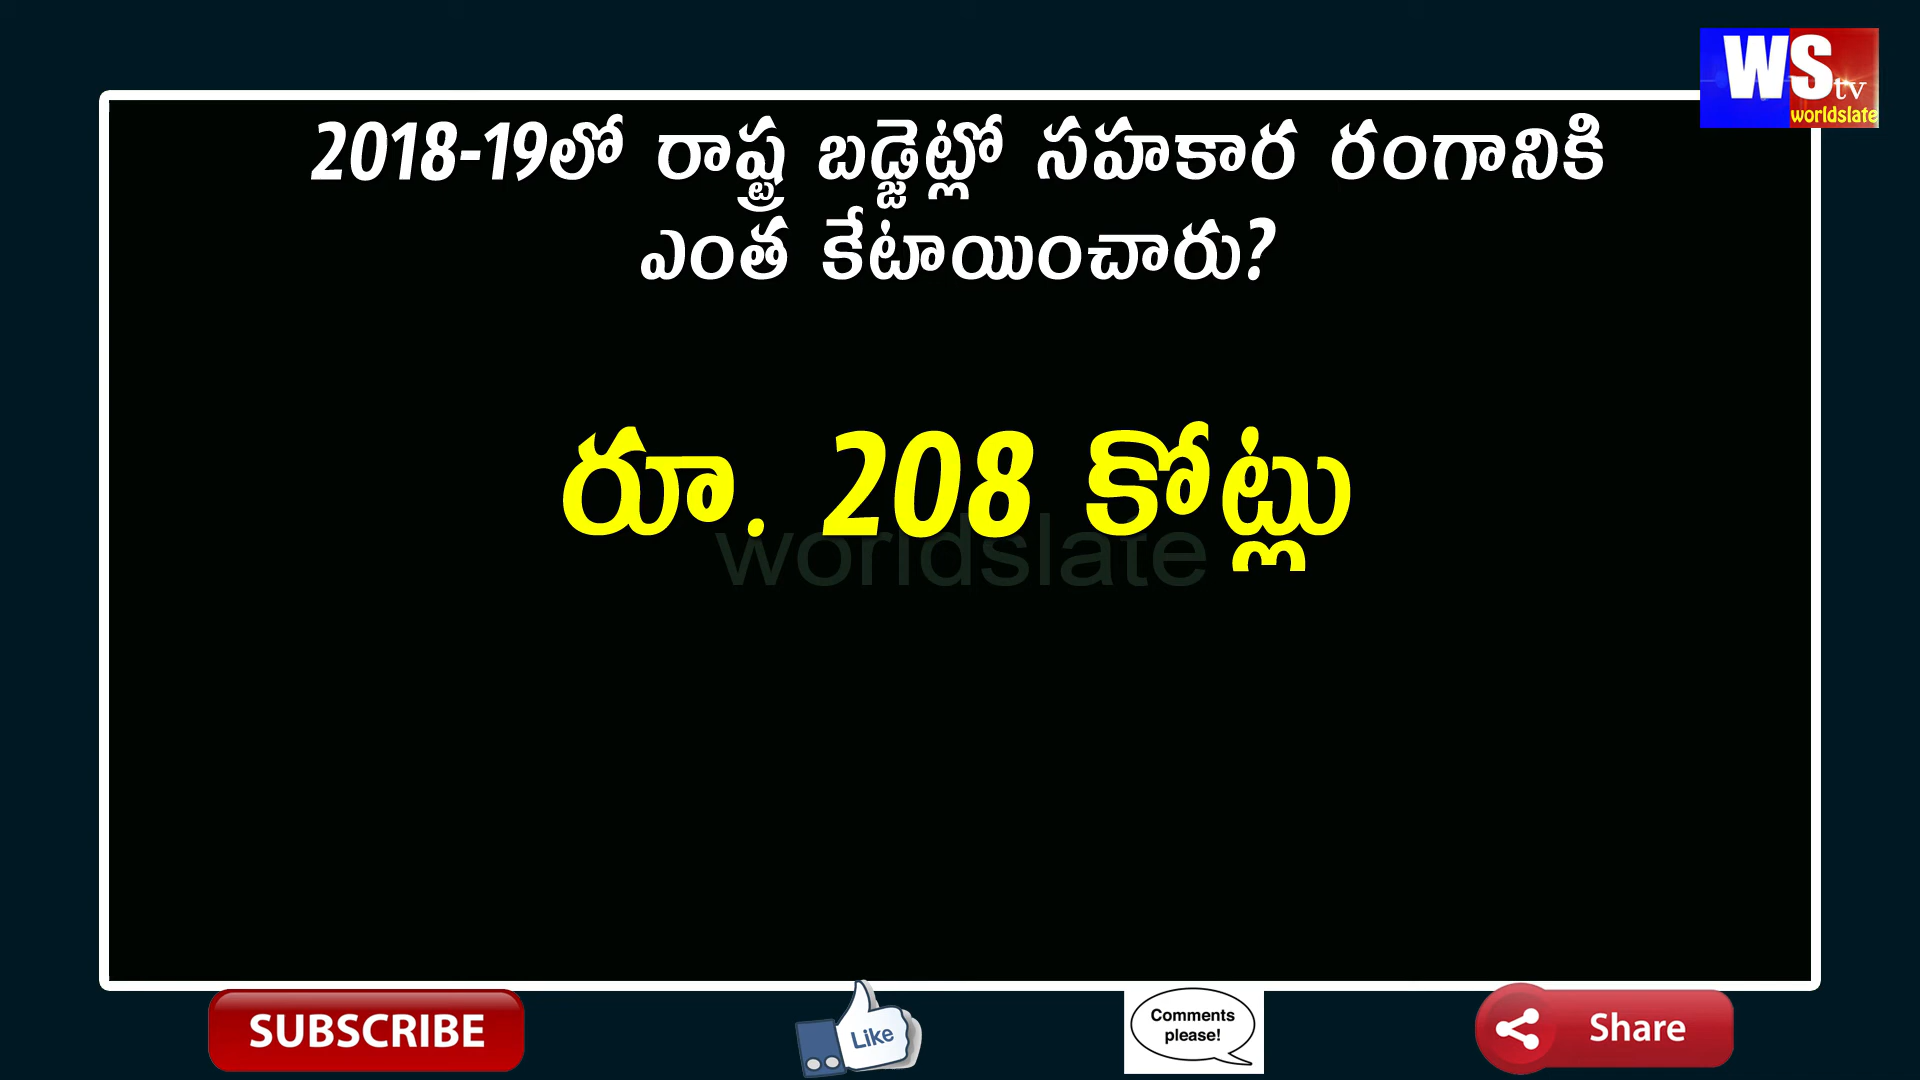 WS tv
worldslate
2018-19లో రాష్ట్ర బడ్జెట్లో సహకార రంగానికి
ఎంత కేటాయించారు?
రూ. 208 కోట్లు
worldslate
SUBSCRIBE
Like
Comments
please!
Share